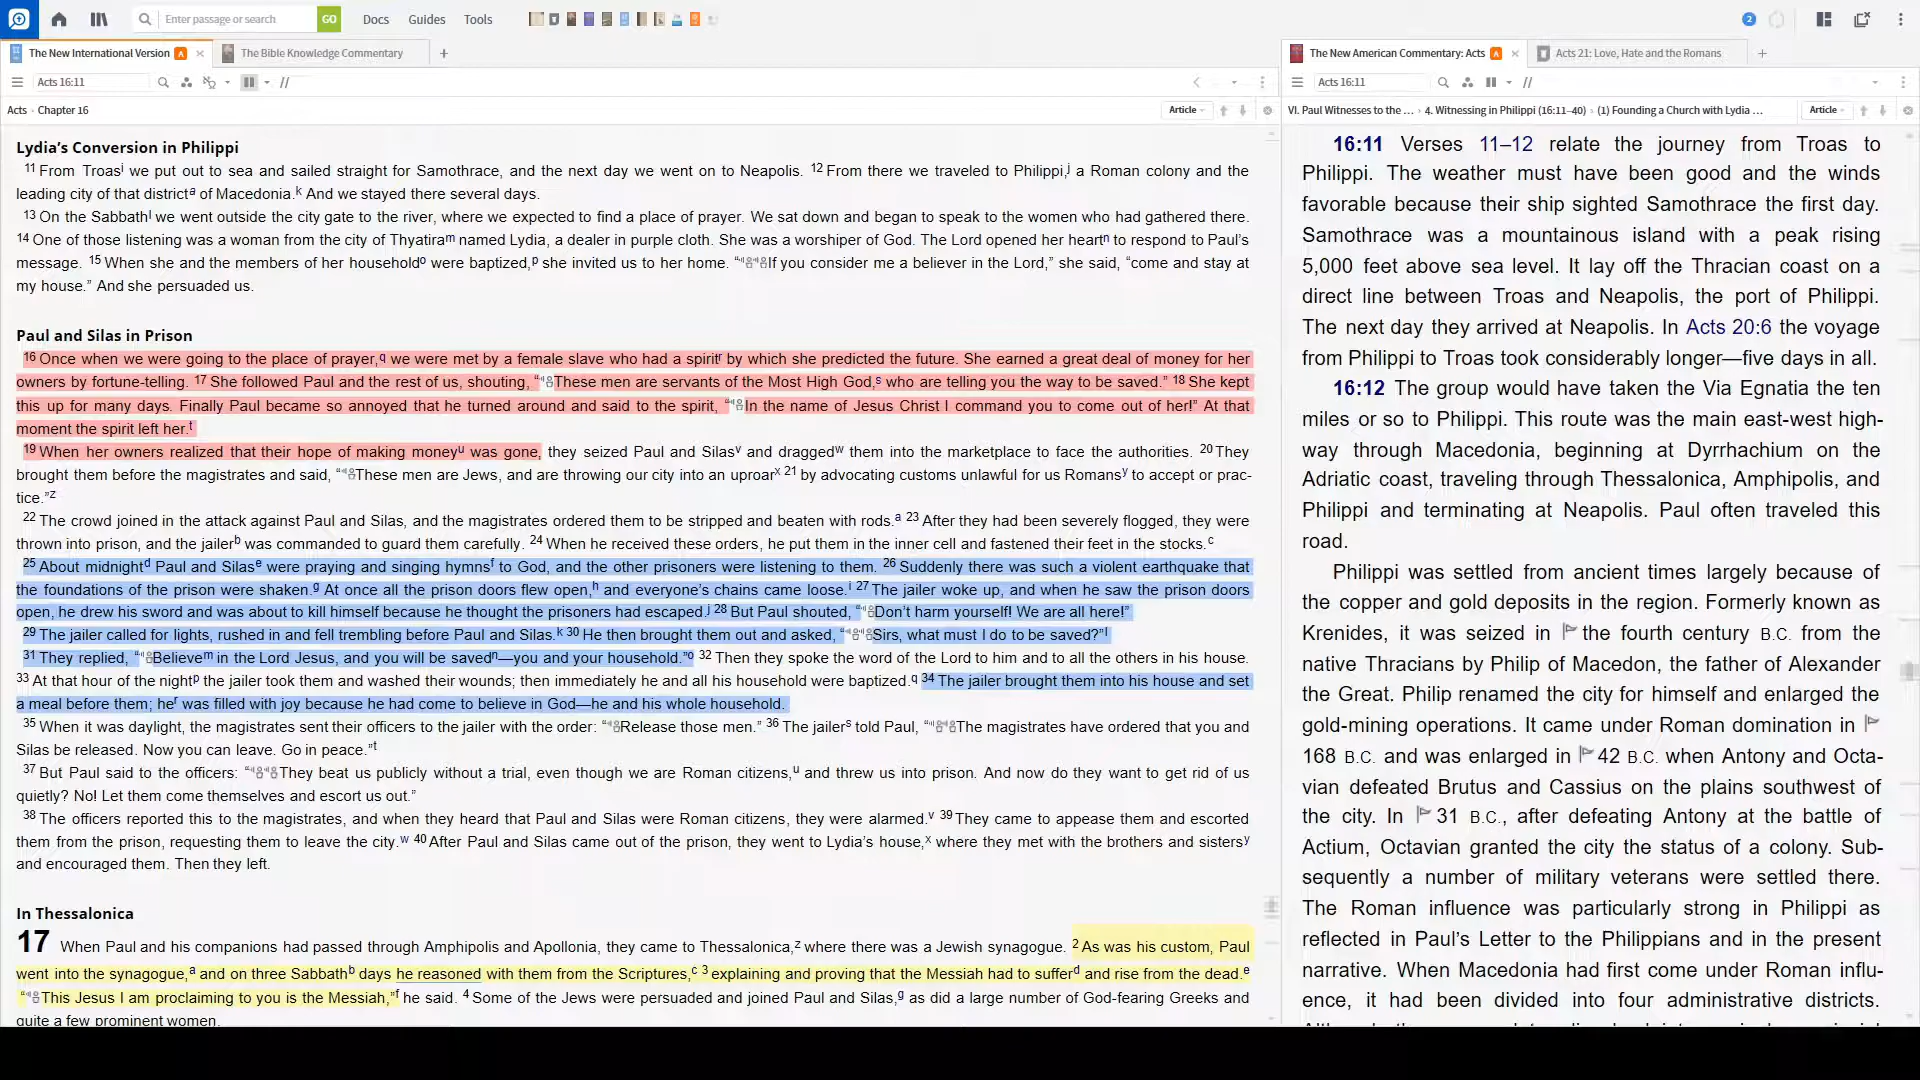 Enter passage or search
GO
Docs
Guides
Tools
2
The New International Version A
The Bible Knowledge Commentary
The New American Commentary: Acts A
Acts 21: Love, Hate and the Romans
Acts 16:11
Acts 16:11
Acts · Chapter 16
Article
VI. Paul Witnesses to the ... › 4. Witnessing in Philippi (16:11–40) › (1) Founding a Church with Lydia ...
Article
Lydia's Conversion in Philippi
11 From Troasi we put out to sea and sailed straight for Samothrace, and the next day we went on to Neapolis. 12 From there we traveled to Philippi,j a Roman colony and the
leading city of that districta of Macedonia.k And we stayed there several days.
13 On the Sabbathl we went outside the city gate to the river, where we expected to find a place of prayer. We sat down and began to speak to the women who had gathered there.
14 One of those listening was a woman from the city of Thyatiram named Lydia, a dealer in purple cloth. She was a worshiper of God. The Lord opened her heartn to respond to Paul's
message. 15 When she and the members of her householdo were baptized,p she invited us to her home. “If you consider me a believer in the Lord,” she said, “come and stay at
my house.” And she persuaded us.
Paul and Silas in Prison
16 Once when we were going to the place of prayer,q we were met by a female slave who had a spiritr by which she predicted the future. She earned a great deal of money for her
owners by fortune-telling. 17 She followed Paul and the rest of us, shouting, “These men are servants of the Most High God,s who are telling you the way to be saved.” 18 She kept
this up for many days. Finally Paul became so annoyed that he turned around and said to the spirit, “In the name of Jesus Christ I command you to come out of her!” At that
moment the spirit left her.t
19 When her owners realized that their hope of making moneyu was gone, they seized Paul and Silasv and draggedw them into the marketplace to face the authorities. 20 They
brought them before the magistrates and said, “These men are Jews, and are throwing our city into an uproarx 21 by advocating customs unlawful for us Romansy to accept or prac-
tice.”z
22 The crowd joined in the attack against Paul and Silas, and the magistrates ordered them to be stripped and beaten with rods.a 23 After they had been severely flogged, they were
thrown into prison, and the jailerb was commanded to guard them carefully. 24 When he received these orders, he put them in the inner cell and fastened their feet in the stocks.c
25 About midnightd Paul and Silase were praying and singing hymnsf to God, and the other prisoners were listening to them. 26 Suddenly there was such a violent earthquake that
the foundations of the prison were shaken.g At once all the prison doors flew open,h and everyone's chains came loose.i 27 The jailer woke up, and when he saw the prison doors
open, he drew his sword and was about to kill himself because he thought the prisoners had escaped.j 28 But Paul shouted, “Don't harm yourself! We are all here!”
29 The jailer called for lights, rushed in and fell trembling before Paul and Silas.k 30 He then brought them out and asked, “Sirs, what must I do to be saved?”l
31 They replied, “Believem in the Lord Jesus, and you will be savedn—you and your household.”o 32 Then they spoke the word of the Lord to him and to all the others in his house.
33 At that hour of the nightp the jailer took them and washed their wounds; then immediately he and all his household were baptized.q 34 The jailer brought them into his house and set
a meal before them; her was filled with joy because he had come to believe in God—he and his whole household.
35 When it was daylight, the magistrates sent their officers to the jailer with the order: “Release those men.” 36 The jailers told Paul, “The magistrates have ordered that you and
Silas be released. Now you can leave. Go in peace.”t
37 But Paul said to the officers: “They beat us publicly without a trial, even though we are Roman citizens,u and threw us into prison. And now do they want to get rid of us
quietly? No! Let them come themselves and escort us out.”
38 The officers reported this to the magistrates, and when they heard that Paul and Silas were Roman citizens, they were alarmed.v 39 They came to appease them and escorted
them from the prison, requesting them to leave the city.w 40 After Paul and Silas came out of the prison, they went to Lydia's house,x where they met with the brothers and sistersy
and encouraged them. Then they left.
In Thessalonica
17 When Paul and his companions had passed through Amphipolis and Apollonia, they came to Thessalonica,z where there was a Jewish synagogue. 2 As was his custom, Paul
went into the synagogue,a and on three Sabbathb days he reasoned with them from the Scriptures,c 3 explaining and proving that the Messiah had to sufferd and rise from the dead.e
“This Jesus I am proclaiming to you is the Messiah,”f he said. 4 Some of the Jews were persuaded and joined Paul and Silas,g as did a large number of God-fearing Greeks and
quite a few prominent women.
16:11 Verses 11–12 relate the journey from Troas to
Philippi. The weather must have been good and the winds
favorable because their ship sighted Samothrace the first day.
Samothrace was a mountainous island with a peak rising
5,000 feet above sea level. It lay off the Thracian coast on a
direct line between Troas and Neapolis, the port of Philippi.
The next day they arrived at Neapolis. In Acts 20:6 the voyage
from Philippi to Troas took considerably longer—five days in all.
16:12 The group would have taken the Via Egnatia the ten
miles or so to Philippi. This route was the main east-west high-
way through Macedonia, beginning at Dyrrhachium on the
Adriatic coast, traveling through Thessalonica, Amphipolis, and
Philippi and terminating at Neapolis. Paul often traveled this
road.
Philippi was settled from ancient times largely because of
the copper and gold deposits in the region. Formerly known as
Krenides, it was seized in the fourth century B.C. from the
native Thracians by Philip of Macedon, the father of Alexander
the Great. Philip renamed the city for himself and enlarged the
gold-mining operations. It came under Roman domination in
168 B.C. and was enlarged in 42 B.C. when Antony and Octa-
vian defeated Brutus and Cassius on the plains southwest of
the city. In 31 B.C., after defeating Antony at the battle of
Actium, Octavian granted the city the status of a colony. Sub-
sequently a number of military veterans were settled there.
The Roman influence was particularly strong in Philippi as
reflected in Paul's Letter to the Philippians and in the present
narrative. When Macedonia had first come under Roman influ-
ence, it had been divided into four administrative districts.